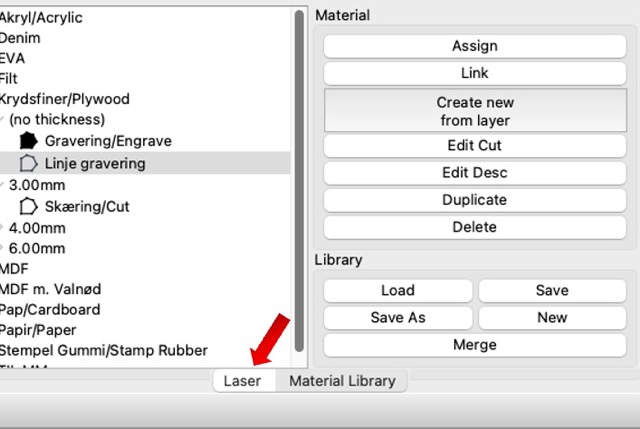 Akryl/Acrylic
Denim
EVA
Filt
Krydsfiner/Plywood
(no thickness)
Gravering/Engrave
Linje gravering
3.00mm
Skæring/Cut
4.00mm
6.00mm
MDF
MDF m. Valnød
Pap/Cardboard
Papir/Paper
Stempel Gummi/Stamp Rubber
Material
Assign
Link
Create new
from layer
Edit Cut
Edit Desc
Duplicate
Delete
Library
Load
Save
Save As
New
Merge
Laser
Material Library